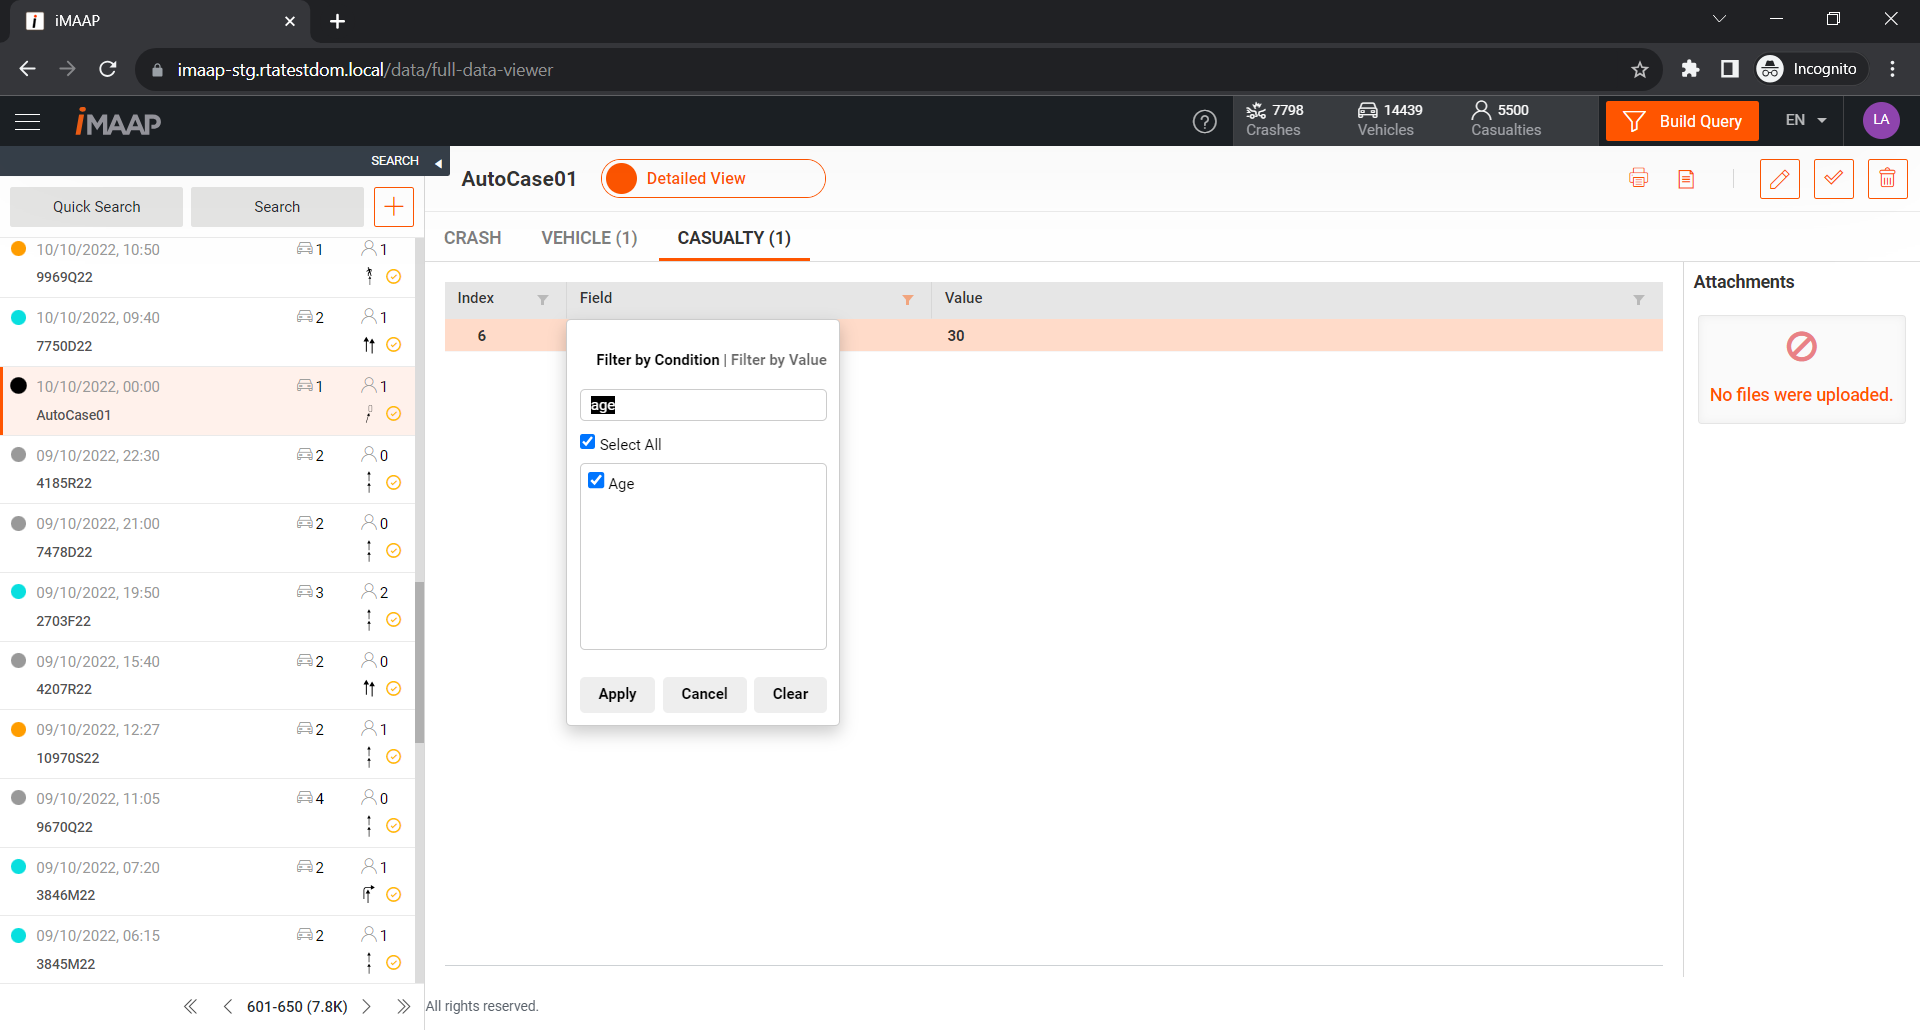 iMAAP
imaap-stg.rtatestdom.local/data/full-data-viewer
Incognito
iMAAP
7798
Crashes
14439
Vehicles
5500
Casualties
Build Query
EN
LA
SEARCH
Quick Search
Search
AutoCase01
Detailed View
CRASH
VEHICLE (1)
CASUALTY (1)
10/10/2022, 10:50 1 1
9969Q22
10/10/2022, 09:40 2 1
7750D22
10/10/2022, 00:00 1 1
AutoCase01
09/10/2022, 22:30 2 0
4185R22
09/10/2022, 21:00 2 0
7478D22
09/10/2022, 19:50 3 2
2703F22
09/10/2022, 15:40 2 0
4207R22
09/10/2022, 12:27 2 1
10970S22
09/10/2022, 11:05 4 0
9670Q22
09/10/2022, 07:20 2 1
3846M22
09/10/2022, 06:15 2 1
3845M22
601-650 (7.8K)
Index Field Value
6 30
Filter by Condition | Filter by Value
age
Select All
Age
Apply Cancel Clear
Attachments
No files were uploaded.
All rights reserved.